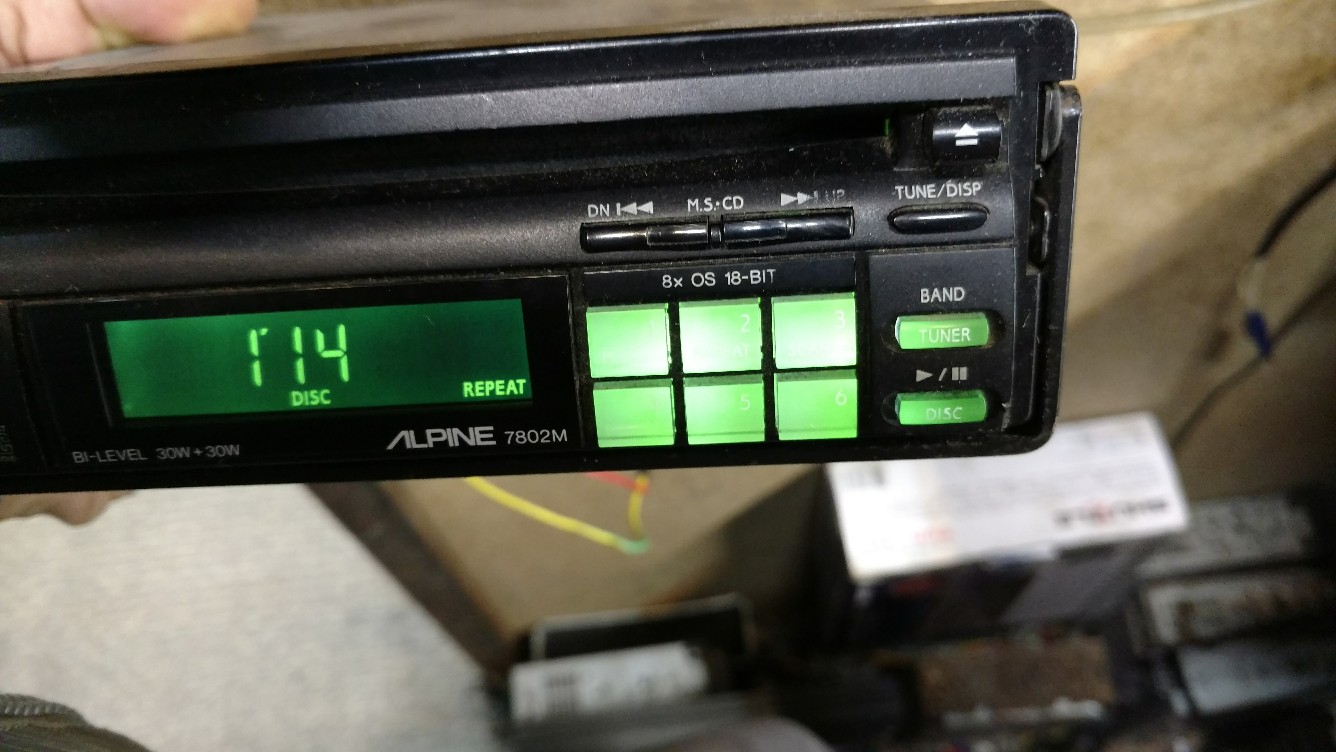 DN M.S.·CD UP
TUNE/DISP
8x OS 18-BIT
BAND
TUNER
DISC
1 2 3
5 6
T14
DISC REPEAT
ALPINE 7802M
BI-LEVEL 30W+30W